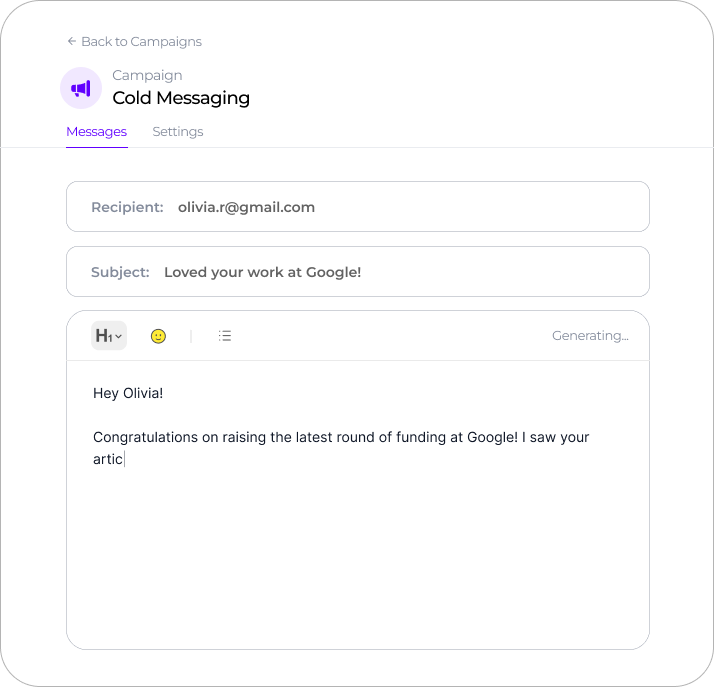 ← Back to Campaigns
Campaign
Cold Messaging
Messages Settings
Recipient: olivia.r@gmail.com
Subject: Loved your work at Google!
H1 Generating...
Hey Olivia!
Congratulations on raising the latest round of funding at Google! I saw your
artic